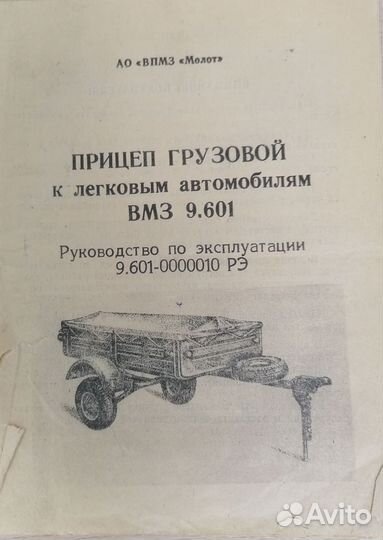 АО «ВПМЗ «Молот»
ПРИЦЕП ГРУЗОВОЙ
к легковым автомобилям
ВМЗ 9.601
Руководство по эксплуатации
9.601-0000010 РЭ
Avito